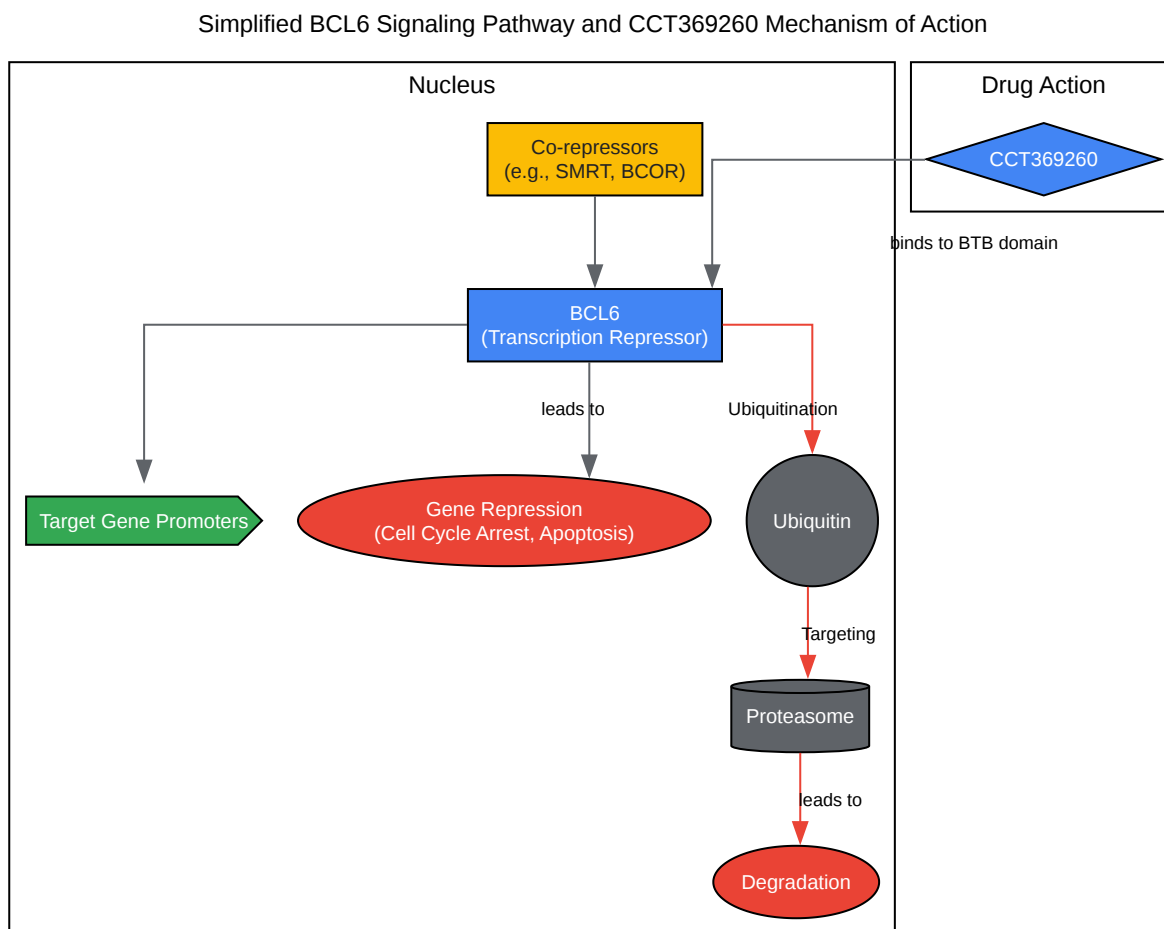 Simplified BCL6 Signaling Pathway and CCT369260 Mechanism of Action
Nucleus
Drug Action
Co-repressors
(e.g., SMRT, BCOR)
CCT369260
binds to BTB domain
BCL6
(Transcription Repressor)
leads to
Ubiquitination
Target Gene Promoters
Gene Repression
(Cell Cycle Arrest, Apoptosis)
Ubiquitin
Targeting
Proteasome
leads to
Degradation